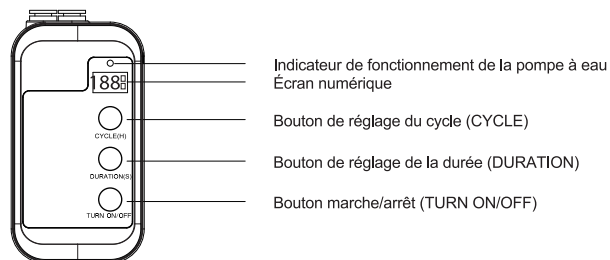 Indicateur de fonctionnement de la pompe à eau
188
Écran numérique
CYCLE(H)
Bouton de réglage du cycle (CYCLE)
DURATION(S)
Bouton de réglage de la durée (DURATION)
TURN ON/OFF
Bouton marche/arrêt (TURN ON/OFF)